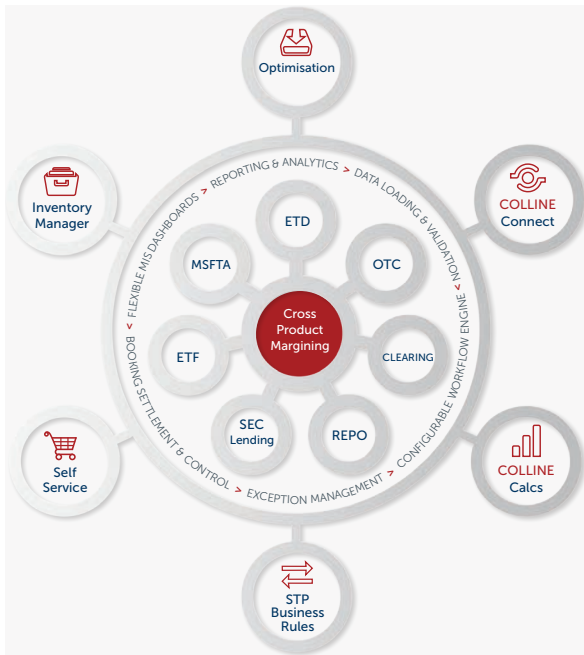 Optimisation
Inventory
Manager
COLLINE
Connect
FLEXIBLE MIS DASHBOARDS > REPORTING & ANALYTICS > DATA LOADING & VALIDATION >
CONFIGURABLE WORKFLOW ENGINE >
EXCEPTION MANAGEMENT >
BOOKING SETTLEMENT & CONTROL >
ETD
MSFTA
OTC
Cross
Product
Margining
ETF
CLEARING
SEC
Lending
REPO
Self
Service
COLLINE
Calcs
STP
Business
Rules